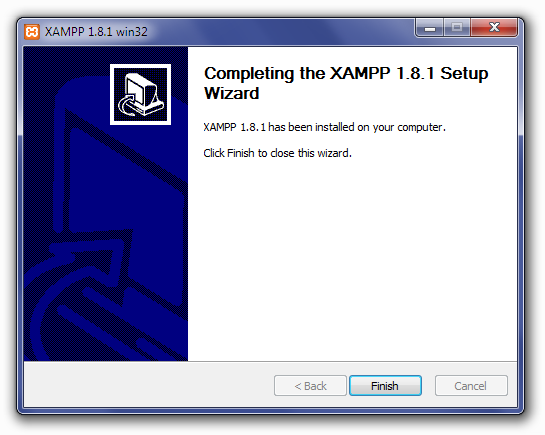 XAMPP 1.8.1 win32
Completing the XAMPP 1.8.1 Setup
Wizard
XAMPP 1.8.1 has been installed on your computer.
Click Finish to close this wizard.
< Back
Finish
Cancel